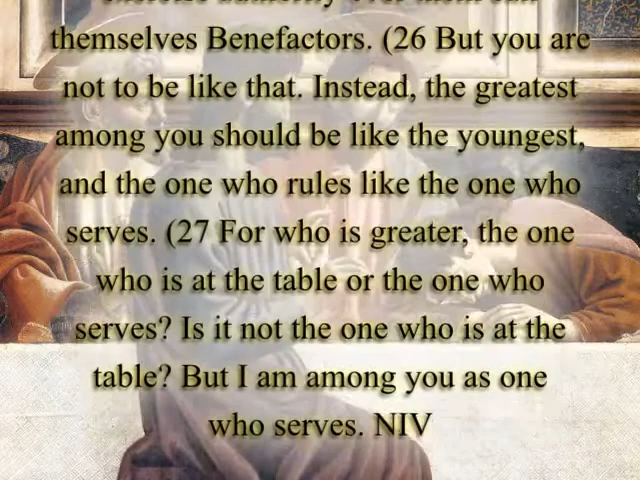 themselves Benefactors. (26 But you are
not to be like that. Instead, the greatest
among you should be like the youngest,
and the one who rules like the one who
serves. (27 For who is greater, the one
who is at the table or the one who
serves? Is it not the one who is at the
table? But I am among you as one
who serves. NIV